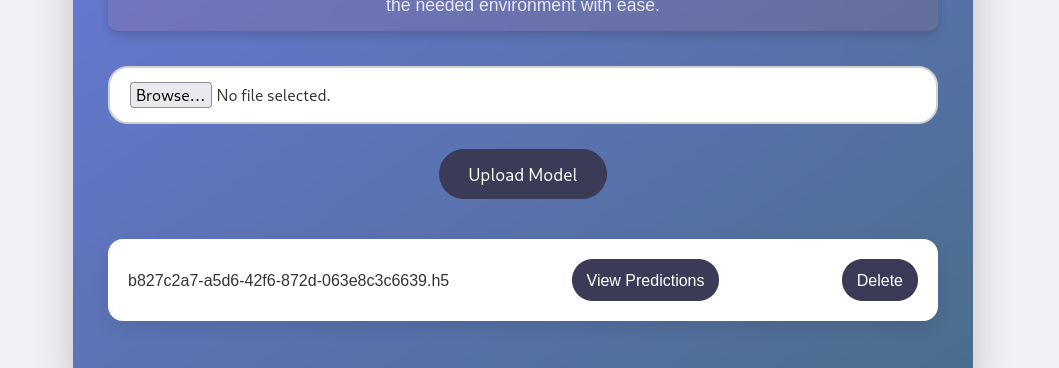 the needed environment with ease.
Browse... No file selected.
Upload Model
b827c2a7-a5d6-42f6-872d-063e8c3c6639.h5 View Predictions Delete